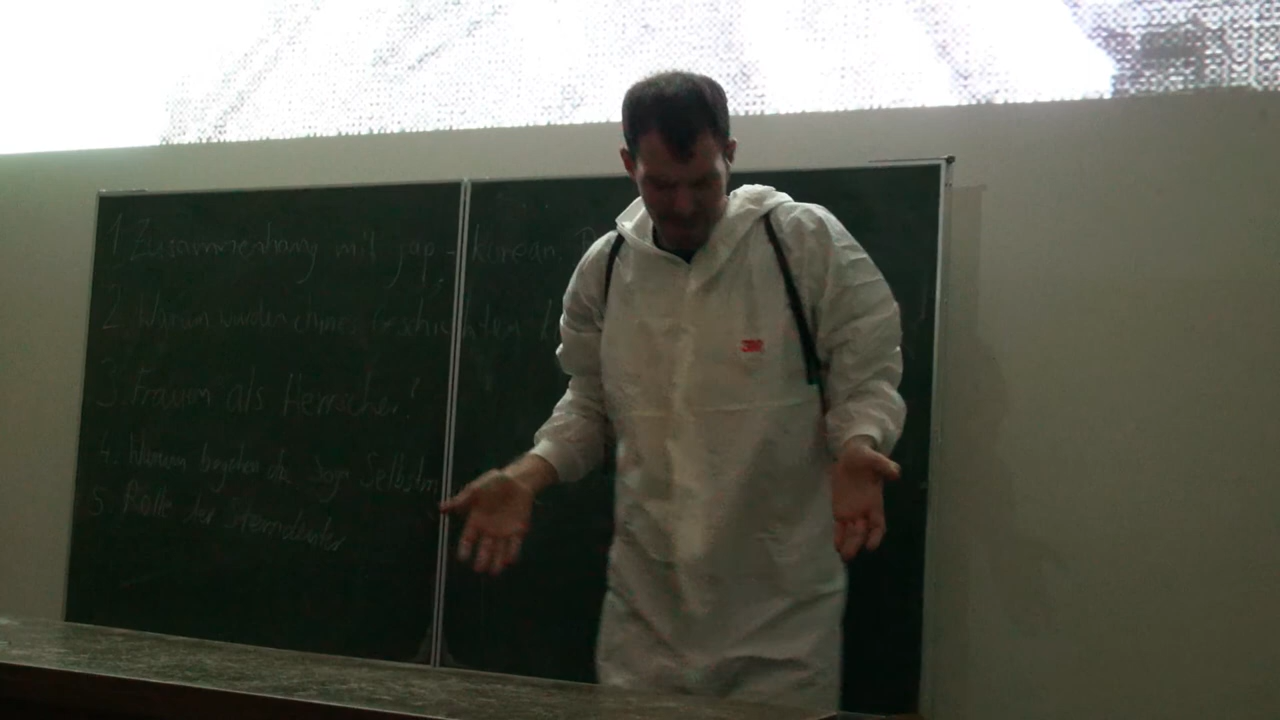 1. Zusammenhang mit jap.-korean.
2. Warum wurden chines. Geschichten
3. Frauen als Herrscher!
4. Warum begehen die Selbstm
5. Rolle der Sterndeuter
3M